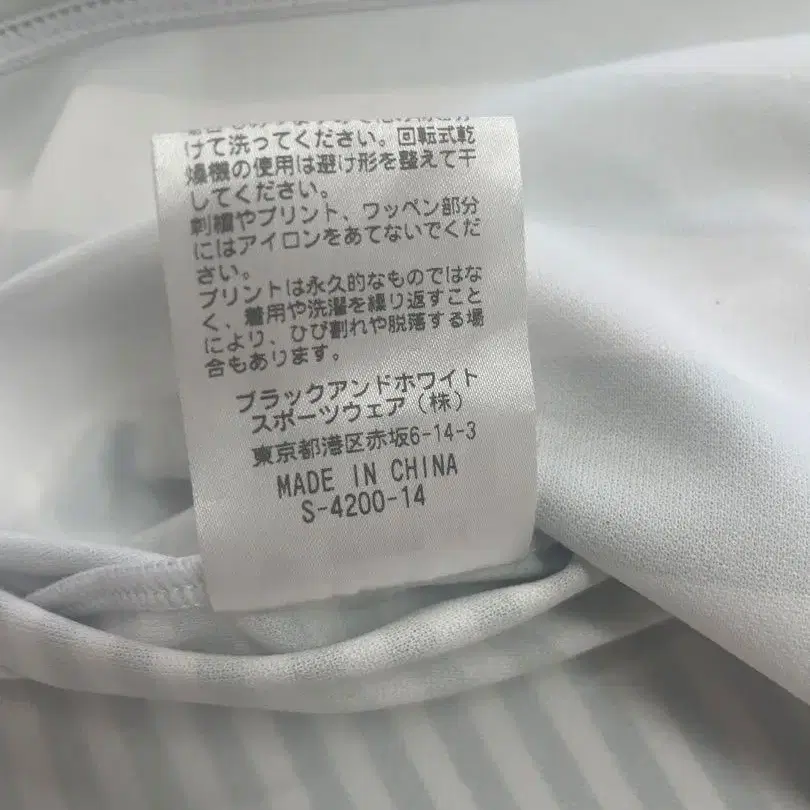 けて洗ってください。回転式乾
燥機の使用は避け形を整えて干
してください。
刺繍やプリント、ワッペン部分
にはアイロンをあてないでくだ
さい。
プリントは永久的なものではな
く、着用や洗濯を繰り返すこと
により、ひび割れや脱落する場
合もあります。
ブラックアンドホワイト
スポーツウェア(株)
東京都港区赤坂6-14-3
MADE IN CHINA
S-4200-14